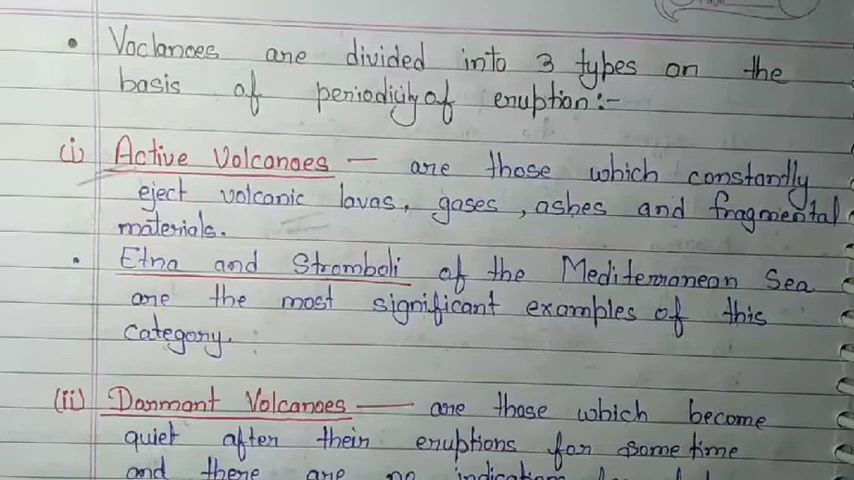 • Voclanoes are divided into 3 types on the
basis of periodicity of eruption:-
(i) Active Volcanoes — are those which constantly
eject volcanic lavas, gases, ashes and fragmental
materials.
• Etna and Stromboli of the Mediterranean Sea
are the most significant examples of this
category.
(ii) Dormant Volcanoes — are those which become
quiet after their eruptions for some time
and there are no indications